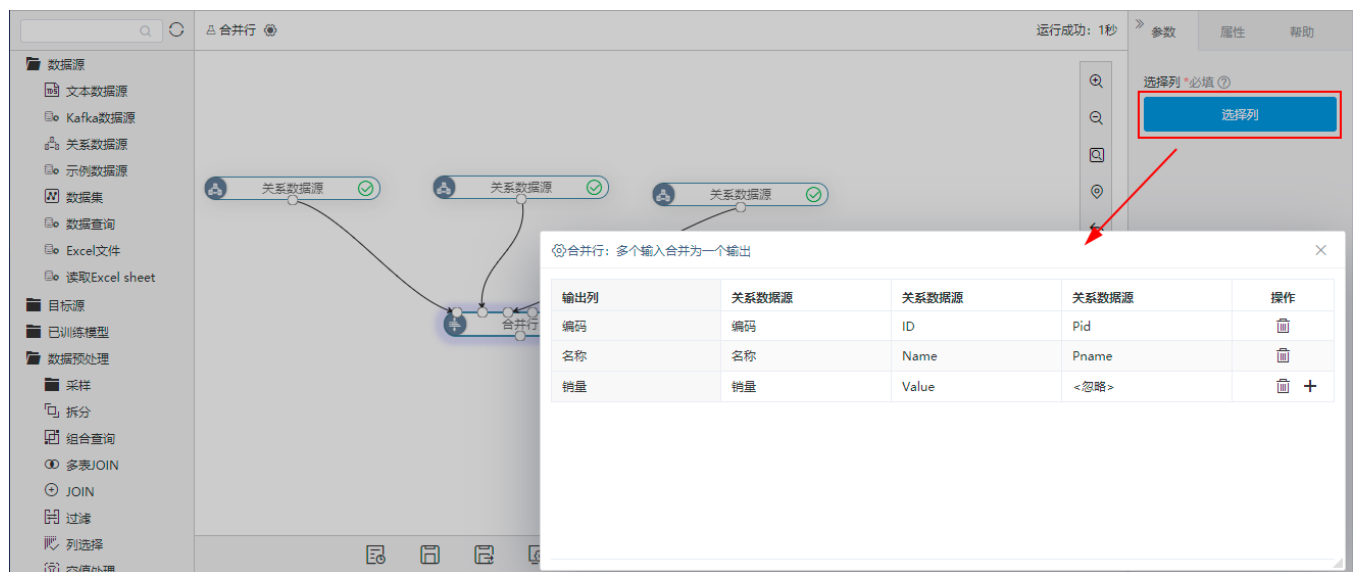 合并行
运行成功：1秒
参数
属性
帮助
数据源
文本数据源
Kafka数据源
关系数据源
示例数据源
数据集
数据查询
Excel文件
读取Excel sheet
目标源
已训练模型
数据预处理
采样
拆分
组合查询
多表JOIN
JOIN
过滤
列选择
空值处理
关系数据源
关系数据源
关系数据源
合并行
选择列 *必填
选择列
合并行：多个输入合并为一个输出
输出列 关系数据源 关系数据源 关系数据源 操作
编码 编码 ID Pid
名称 名称 Name Pname
销量 销量 Value <忽略>